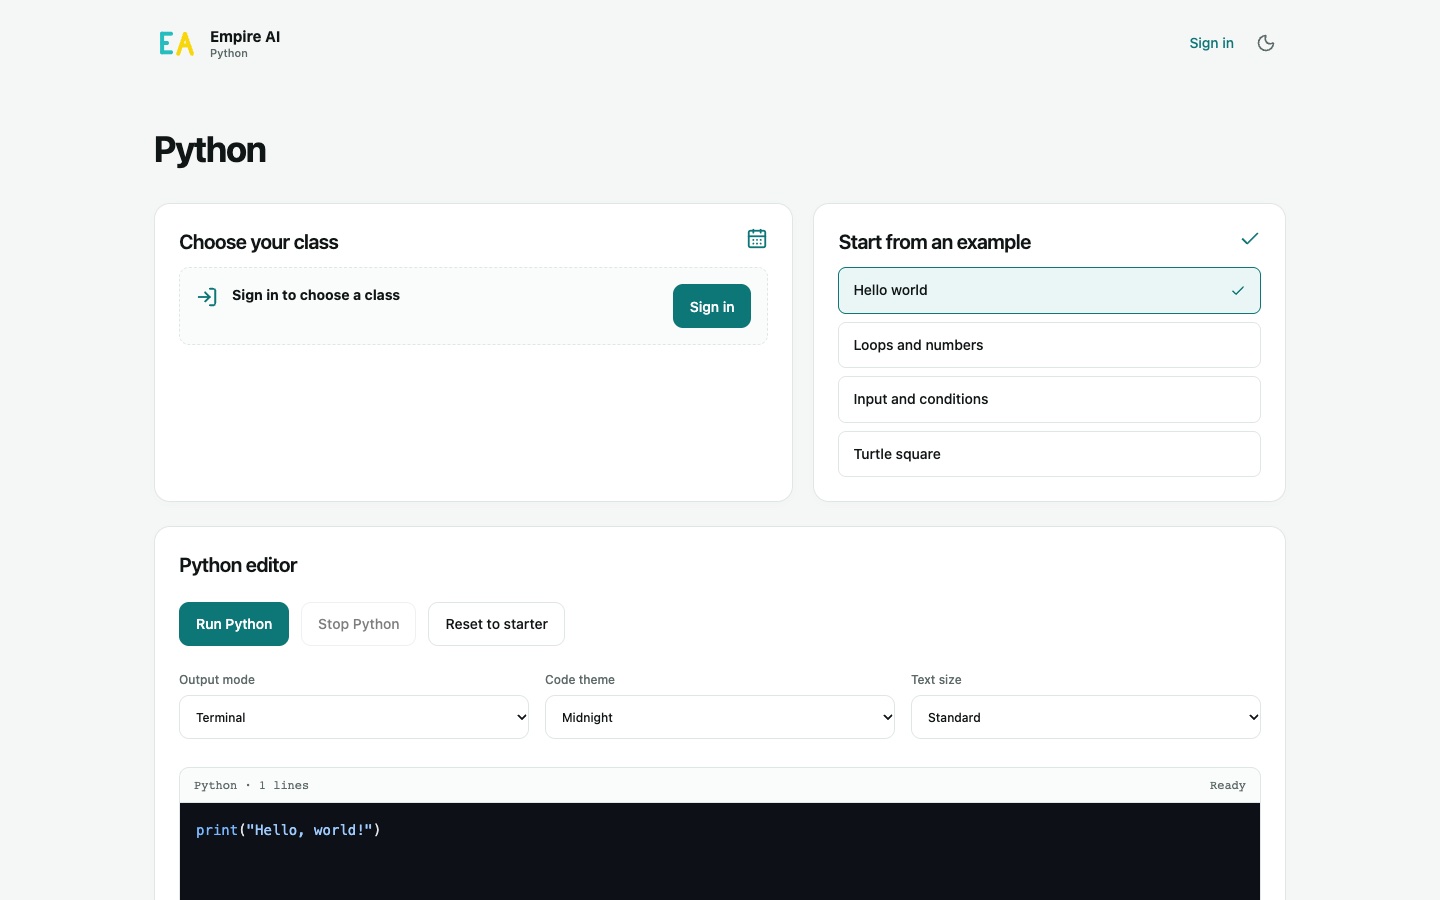 EA
Empire AI
Python
Sign in
Python
Choose your class
Sign in to choose a class
Sign in
Start from an example
Hello world
Loops and numbers
Input and conditions
Turtle square
Python editor
Run Python
Stop Python
Reset to starter
Output mode
Code theme
Text size
Terminal
Midnight
Standard
Python · 1 lines
Ready
print("Hello, world!")